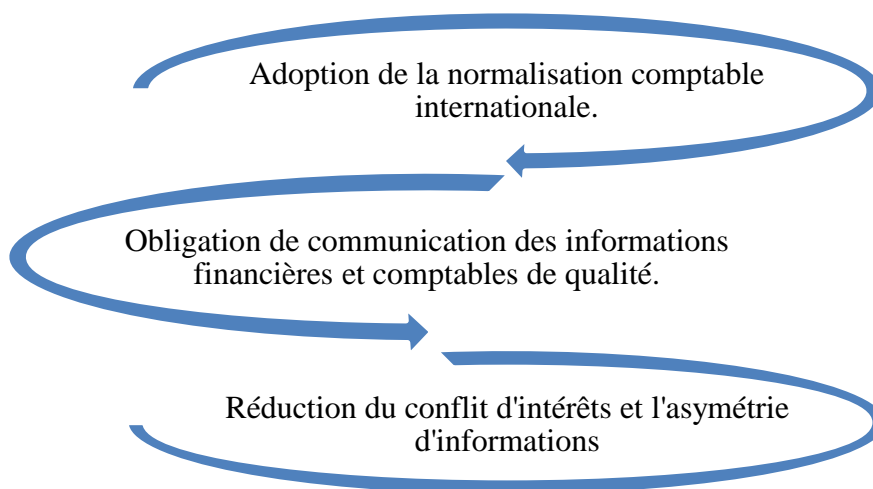 Adoption de la normalisation comptable
internationale.
Obligation de communication des informations
financières et comptables de qualité.
Réduction du conflit d'intérêts et l'asymétrie
d'informations